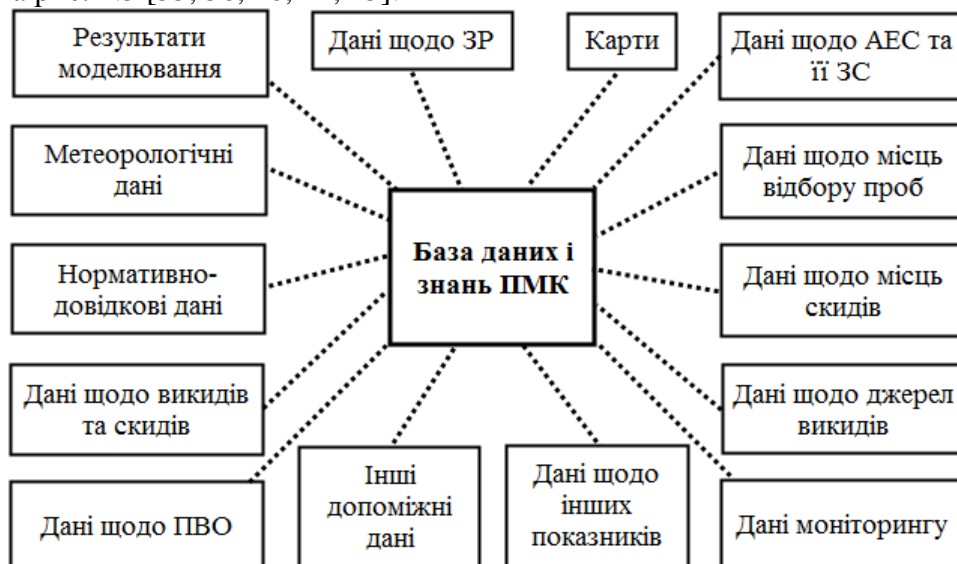 Результати
моделювання
Дані щодо ЗР
Карти
Дані щодо АЕС та
її ЗС
Метеорологічні
дані
Дані щодо місць
відбору проб
База даних і
знань ПМК
Нормативно-
довідкові дані
Дані щодо місць
скидів
Дані щодо викидів
та скидів
Дані щодо джерел
викидів
Дані щодо ПВО
Інші
допоміжні
дані
Дані щодо
інших
показників
Дані моніторингу